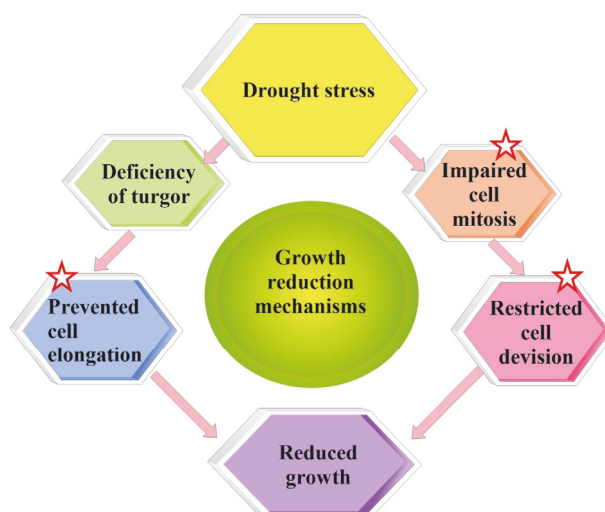 Drought stress
Deficiency
of turgor
Impaired
cell
mitosis
Growth
reduction
mechanisms
Prevented
cell
elongation
Restricted
cell
devision
Reduced
growth